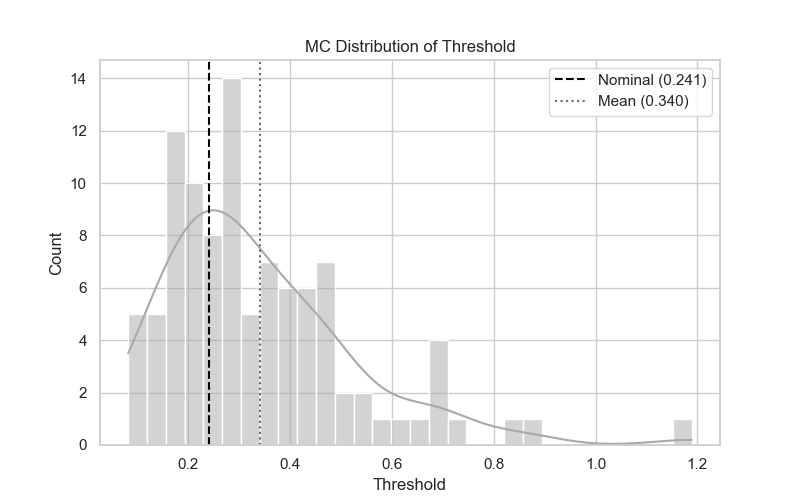 MC Distribution of Threshold
Nominal (0.241)
Mean (0.340)
14
12
10
8
6
4
2
0
Count
0.2 0.4 0.6 0.8 1.0 1.2
Threshold